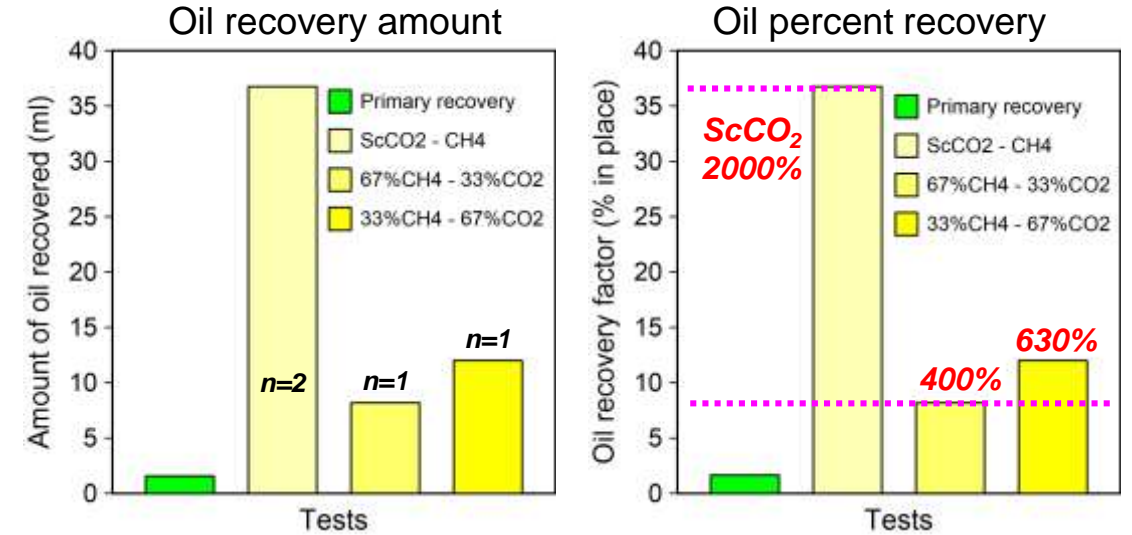 Oil recovery amount
Amount of oil recovered (ml)
40
35
30
25
20
15
10
5
0
Primary recovery
ScCO2 - CH4
67%CH4 - 33%CO2
33%CH4 - 67%CO2
n=2
n=1
n=1
Tests
Oil percent recovery
Oil recovery factor (% in place)
40
35
30
25
20
15
10
5
0
ScCO₂
2000%
Primary recovery
ScCO2 - CH4
67%CH4 - 33%CO2
33%CH4 - 67%CO2
400%
630%
Tests